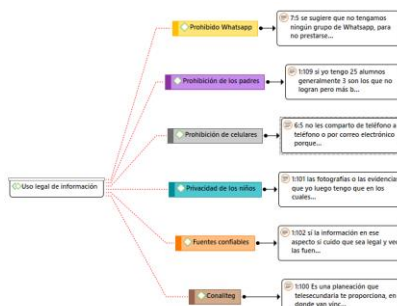 Uso legal de información
Prohibido Whatsapp
7:5 se sugiere que no tengamos
ningún grupo de Whatsapp, para
no prestarse...
Prohibición de los padres
1:109 si yo tengo 25 alumnos
generalmente 3 son los que no
logran pero más b...
Prohibición de celulares
6:5 no les comparto de teléfono a
teléfono o por correo electrónico
porque...
Privacidad de los niños
1:101 las fotografías o las evidencias
que yo luego tengo que en los
cuales...
Fuentes confiables
1:102 si la información en ese
aspecto si cuido que sea legal y ver
las fuen...
Conaliteg
1:100 Es una planeación que
telesecundaria te proporciona, en
donde van vinc...